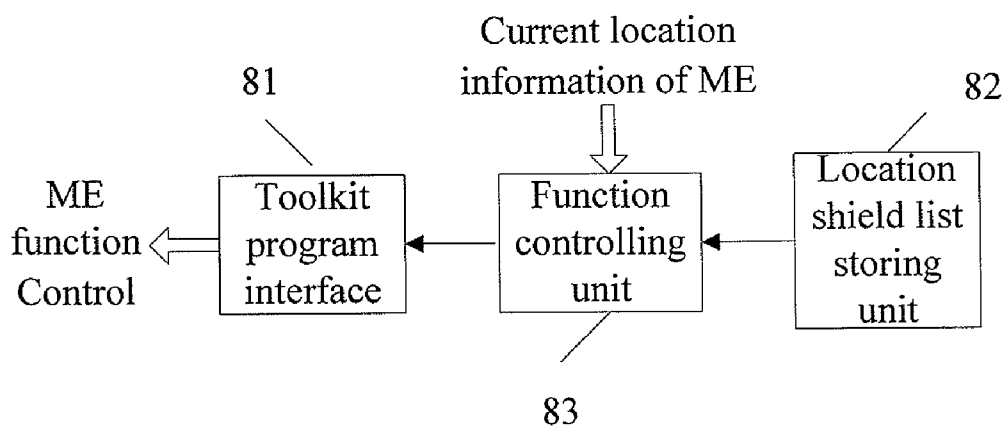 Current location
information of ME
81
82
ME
function
Control
Toolkit
program
interface
Function
controlling
unit
Location
shield list
storing
unit
83